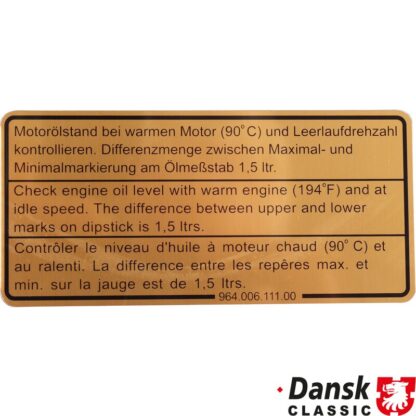 Motorölstand bei warmen Motor (90°C) und Leerlaufdrehzahl
kontrollieren. Differenzmenge zwischen Maximal- und
Minimalmarkierung am Ölmeßstab 1,5 ltr.
Check engine oil level with warm engine (194°F) and at
idle speed. The difference between upper and lower
marks on dipstick is 1,5 ltrs.
Contrôler le niveau d'huile à moteur chaud (90°C) et
au ralenti. La difference entre les repêres max. et
min. sur la jauge est de 1,5 ltrs.
964.006.111.00
Dansk
CLASSIC